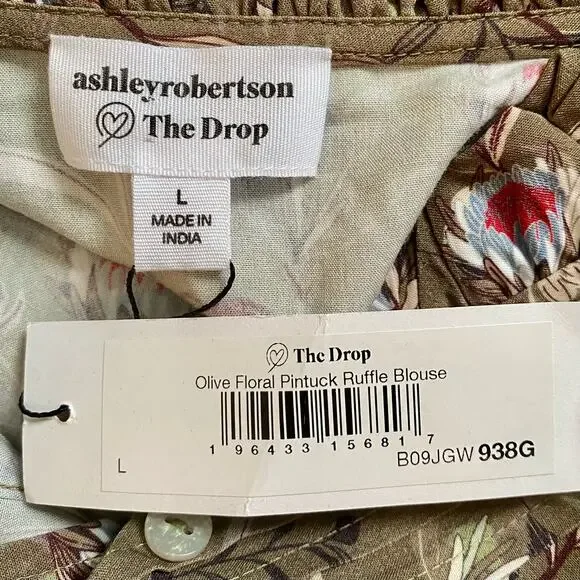 ashleyrobertson
The Drop
L
MADE IN
INDIA
The Drop
Olive Floral Pintuck Ruffle Blouse
1 96433 15681 7
L
B09JGW 938G